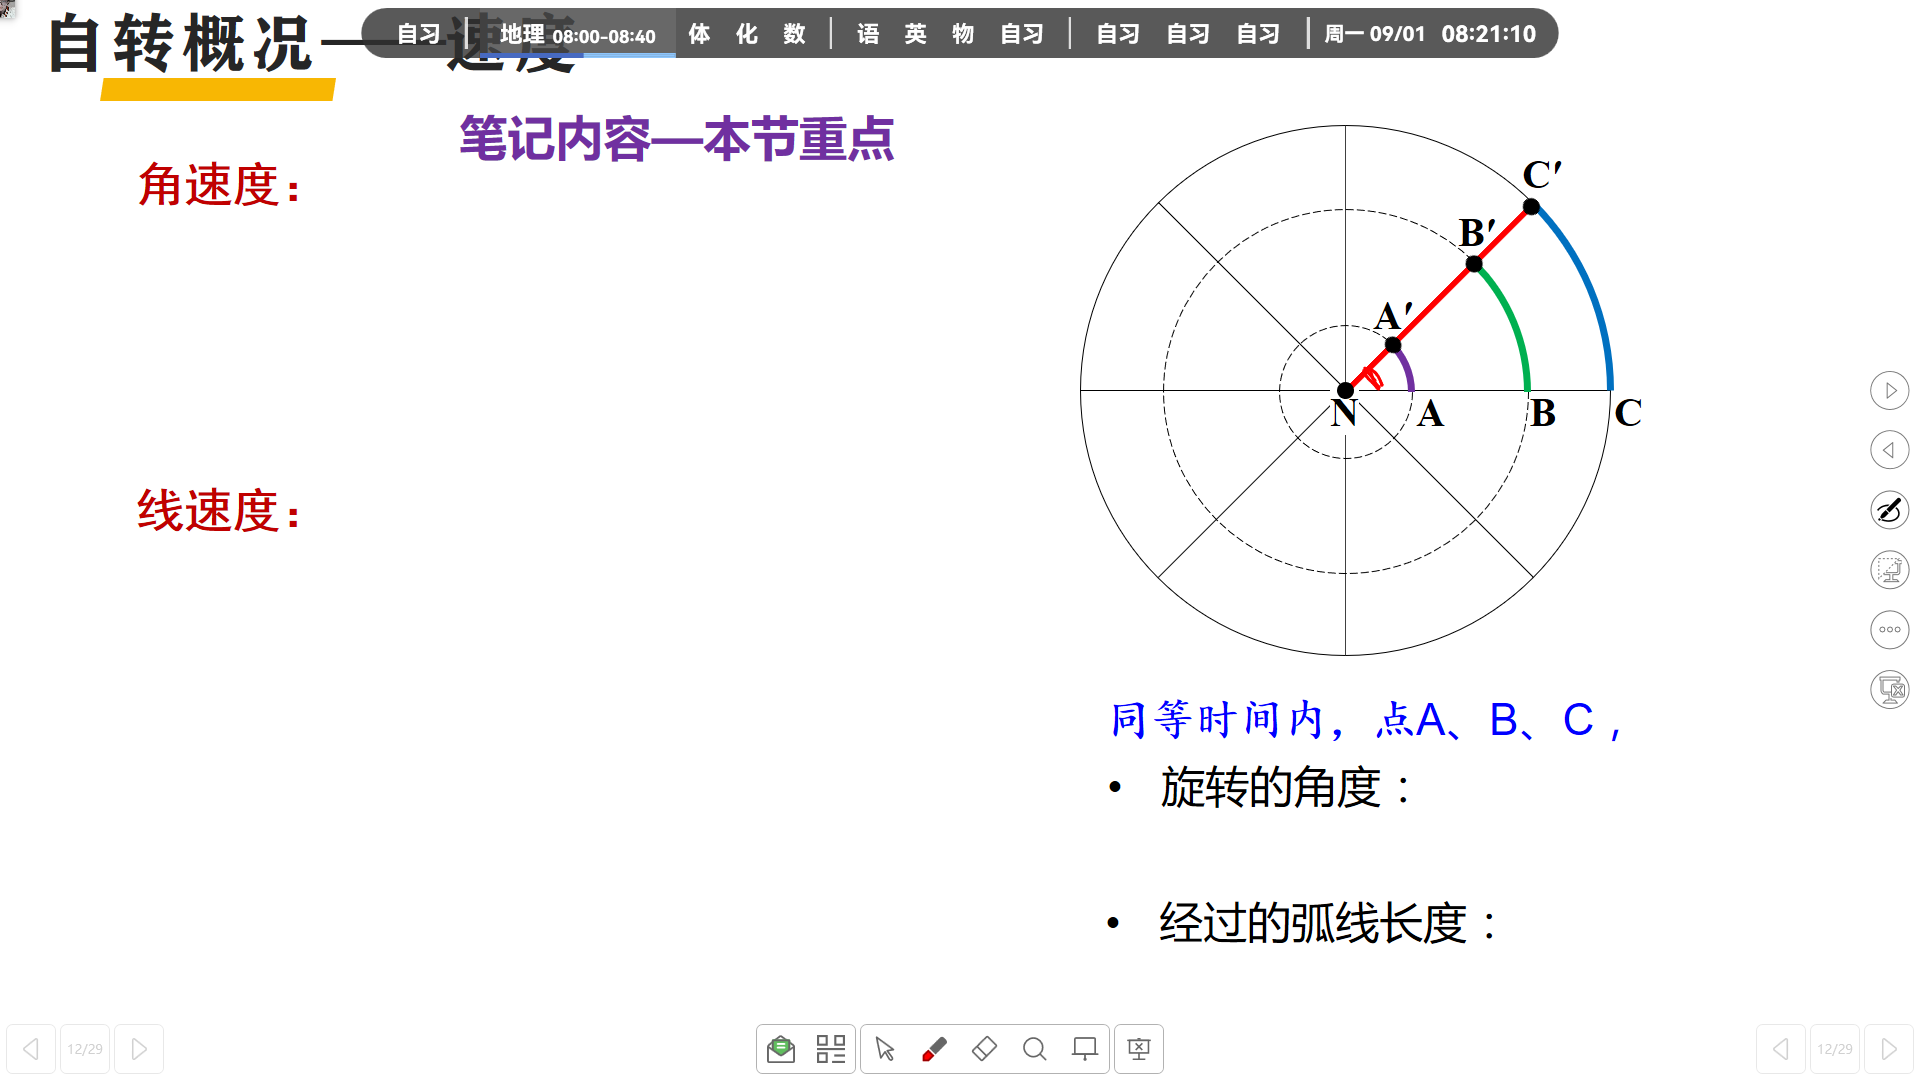 自转概况——速度
自习 | 地理 08:00-08:40 体 化 数 | 语 英 物 自习 | 自习 自习 自习 | 周一 09/01 08:21:10
笔记内容—本节重点
角速度：
线速度：
C′
B′
A′
N A B C
同等时间内，点A、B、C，
• 旋转的角度：
• 经过的弧线长度：
12/29
12/29